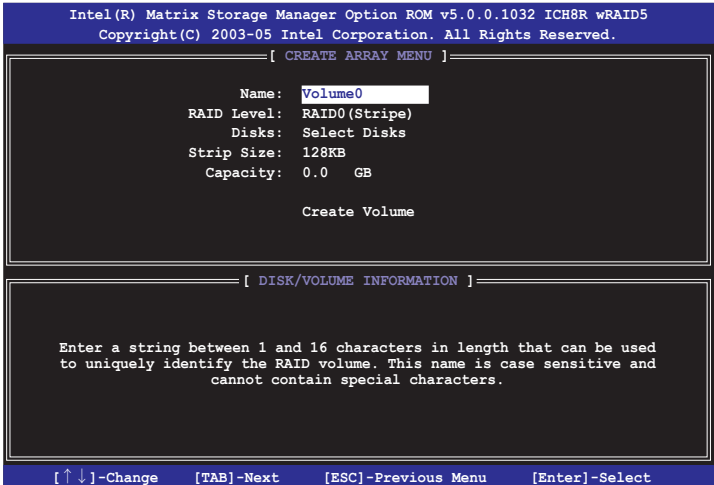 Intel(R) Matrix Storage Manager Option ROM v5.0.0.1032 ICH8R wRAID5
Copyright(C) 2003-05 Intel Corporation. All Rights Reserved.
[ CREATE ARRAY MENU ]
Name: Volume0
RAID Level: RAID0(Stripe)
Disks: Select Disks
Strip Size: 128KB
Capacity: 0.0 GB
Create Volume
[ DISK/VOLUME INFORMATION ]
Enter a string between 1 and 16 characters in length that can be used
to uniquely identify the RAID volume. This name is case sensitive and
cannot contain special characters.
[↑↓]-Change [TAB]-Next [ESC]-Previous Menu [Enter]-Select